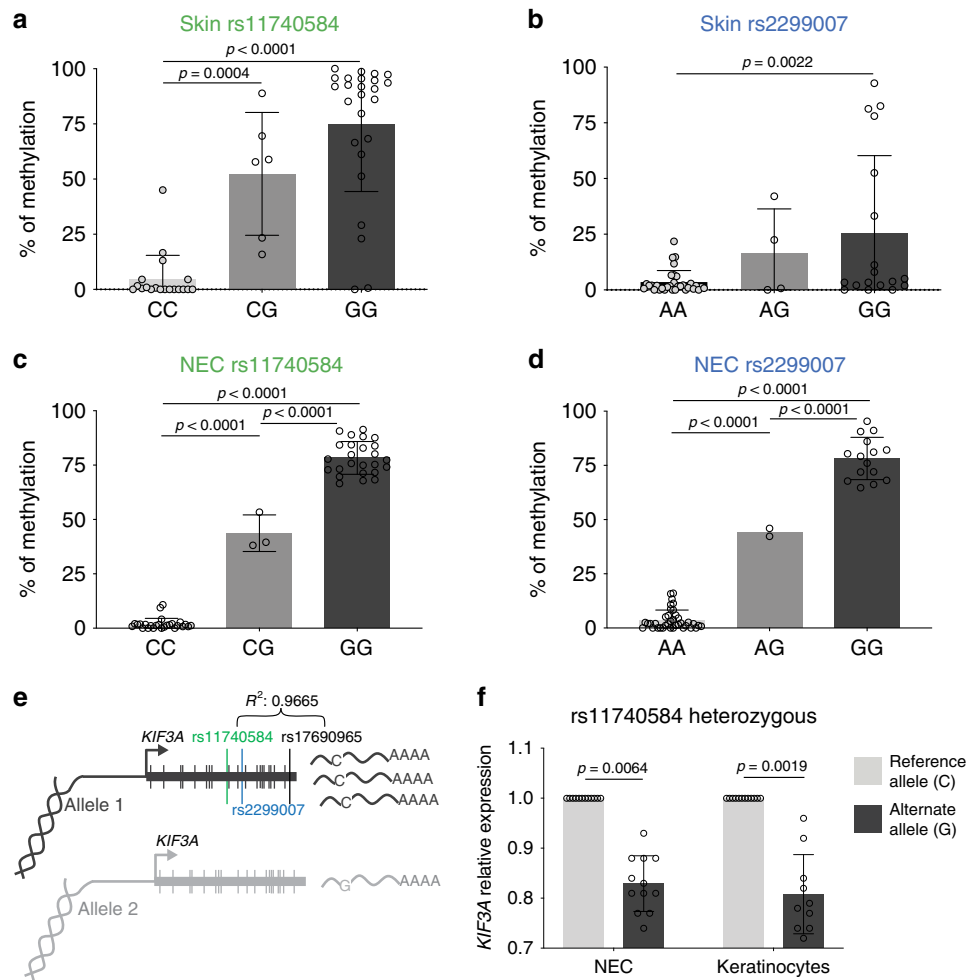 a
Skin rs11740584
p < 0.0001
p = 0.0004
% of methylation
100
75
50
25
0
CC CG GG
b
Skin rs2299007
p = 0.0022
% of methylation
100
75
50
25
0
AA AG GG
c
NEC rs11740584
p < 0.0001
p < 0.0001
p < 0.0001
% of methylation
100
75
50
25
0
CC CG GG
d
NEC rs2299007
p < 0.0001
p < 0.0001
p < 0.0001
% of methylation
100
75
50
25
0
AA AG GG
e
R²: 0.9665
KIF3A rs11740584 rs17690965
rs2299007
Allele 1
C AAAA
C AAAA
C AAAA
KIF3A
Allele 2
G AAAA
f
rs11740584 heterozygous
p = 0.0064
p = 0.0019
KIF3A relative expression
1.1
1.0
0.9
0.8
0.7
NEC Keratinocytes
Reference
allele (C)
Alternate
allele (G)